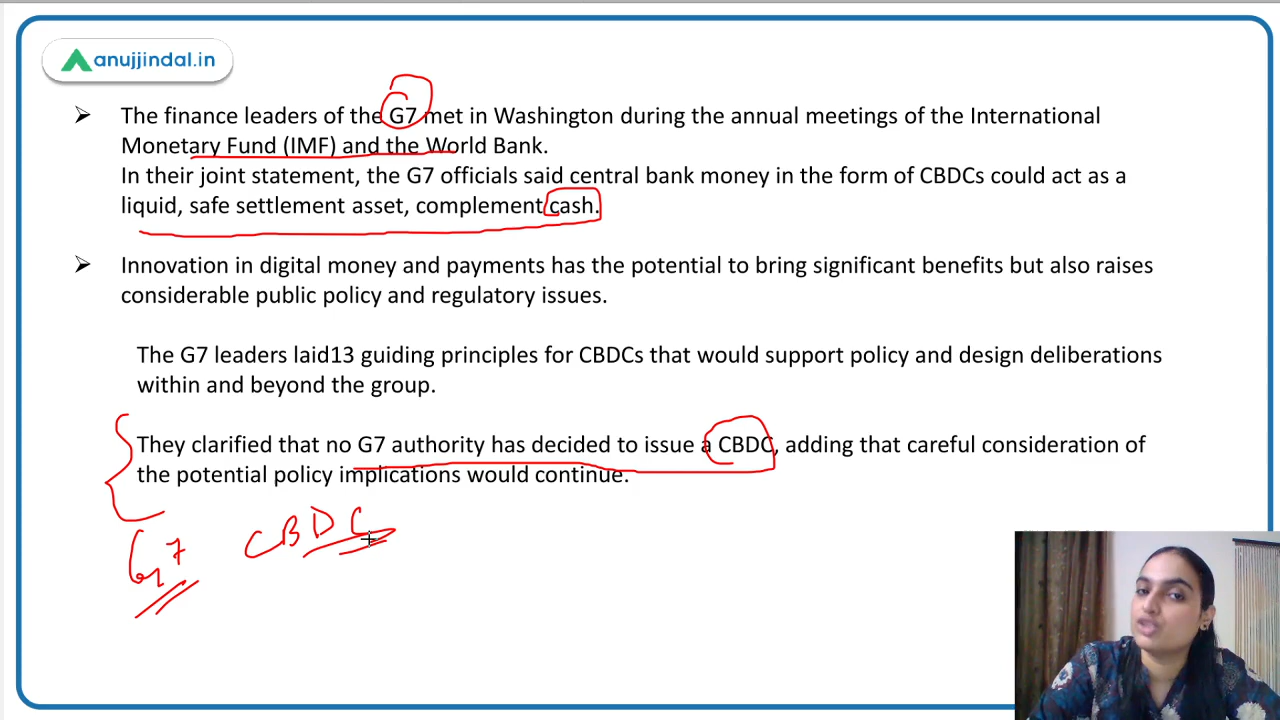 anujjindal.in
➢ The finance leaders of the G7 met in Washington during the annual meetings of the International
Monetary Fund (IMF) and the World Bank.
In their joint statement, the G7 officials said central bank money in the form of CBDCs could act as a
liquid, safe settlement asset, complement cash.
➢ Innovation in digital money and payments has the potential to bring significant benefits but also raises
considerable public policy and regulatory issues.
The G7 leaders laid13 guiding principles for CBDCs that would support policy and design deliberations
within and beyond the group.
They clarified that no G7 authority has decided to issue a CBDC, adding that careful consideration of
the potential policy implications would continue.
G7 CBDC